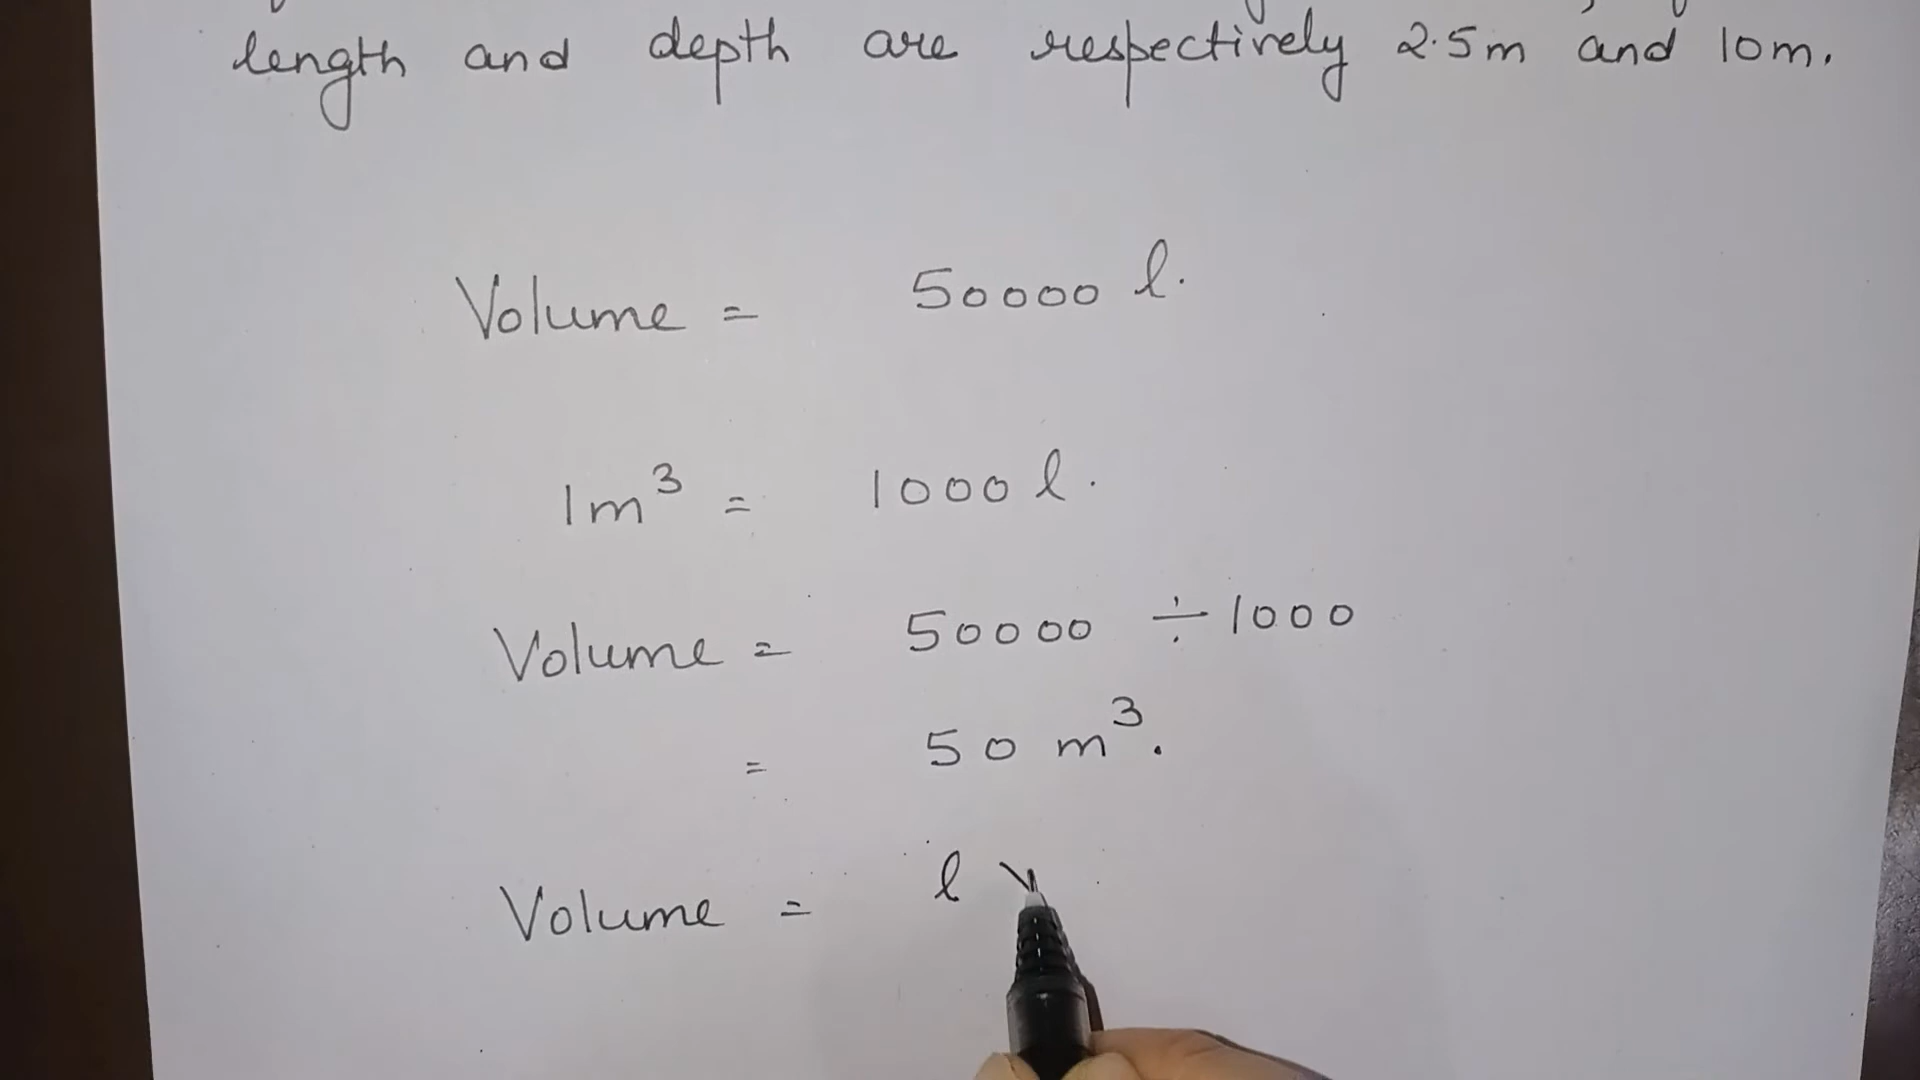 length and depth are respectively 2.5m and 10m.
Volume = 50000 l.
1m³ = 1000 l.
Volume = 50000 ÷ 1000
= 50 m³.
Volume = l